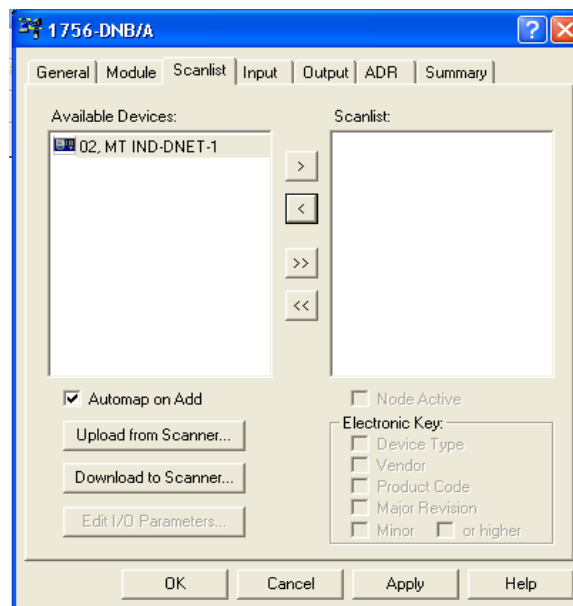 1756-DNB/A
General Module Scanlist Input Output ADR Summary
Available Devices: Scanlist:
02, MT IND-DNET-1
>
<
>>
<<
Automap on Add Node Active
Upload from Scanner... Electronic Key:
Device Type
Download to Scanner... Vendor
Product Code
Edit I/O Parameters... Major Revision
Minor or higher
OK Cancel Apply Help